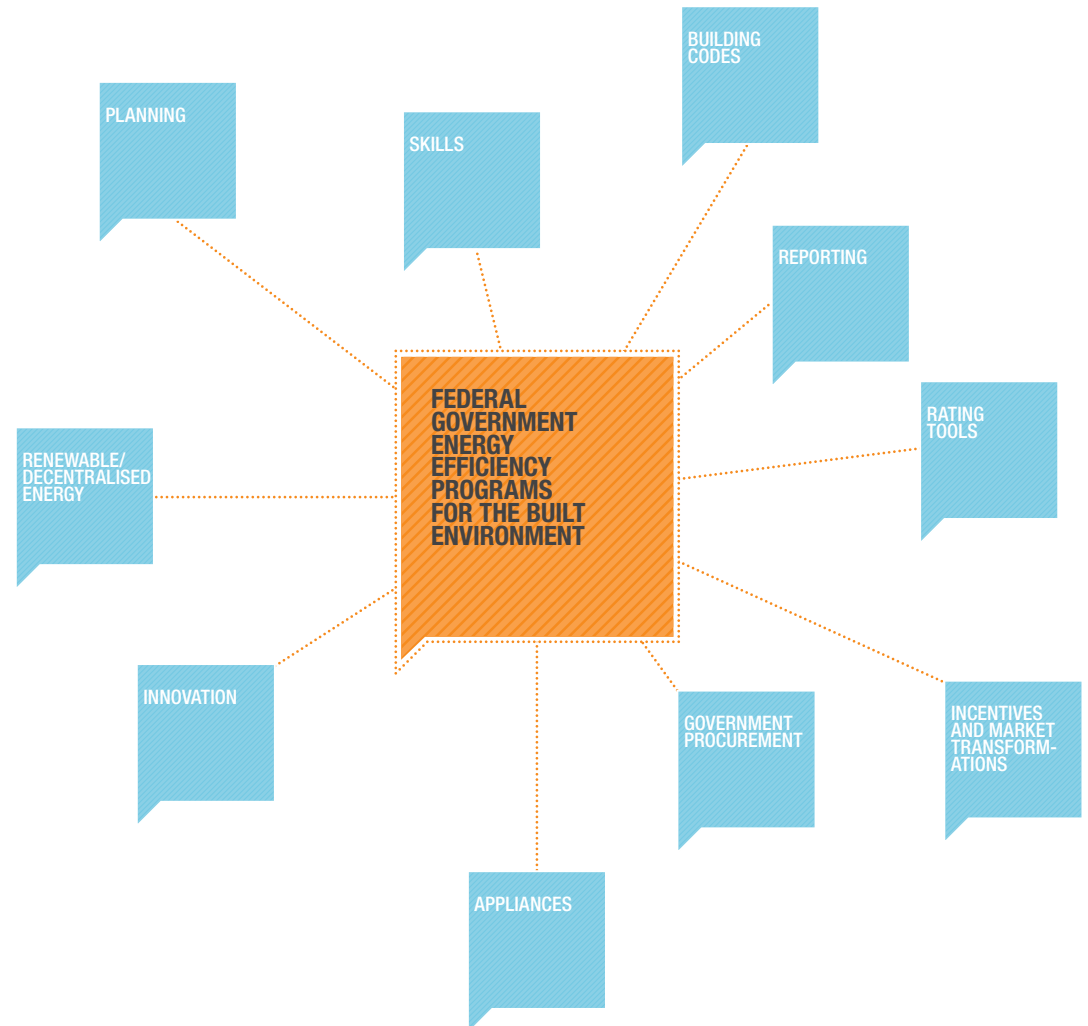 BUILDING
CODES
PLANNING
SKILLS
REPORTING
FEDERAL
GOVERNMENT
ENERGY
EFFICIENCY
PROGRAMS
FOR THE BUILT
ENVIRONMENT
RATING
TOOLS
RENEWABLE/
DECENTRALISED
ENERGY
INNOVATION
GOVERNMENT
PROCUREMENT
INCENTIVES
AND MARKET
TRANSFORM-
ATIONS
APPLIANCES